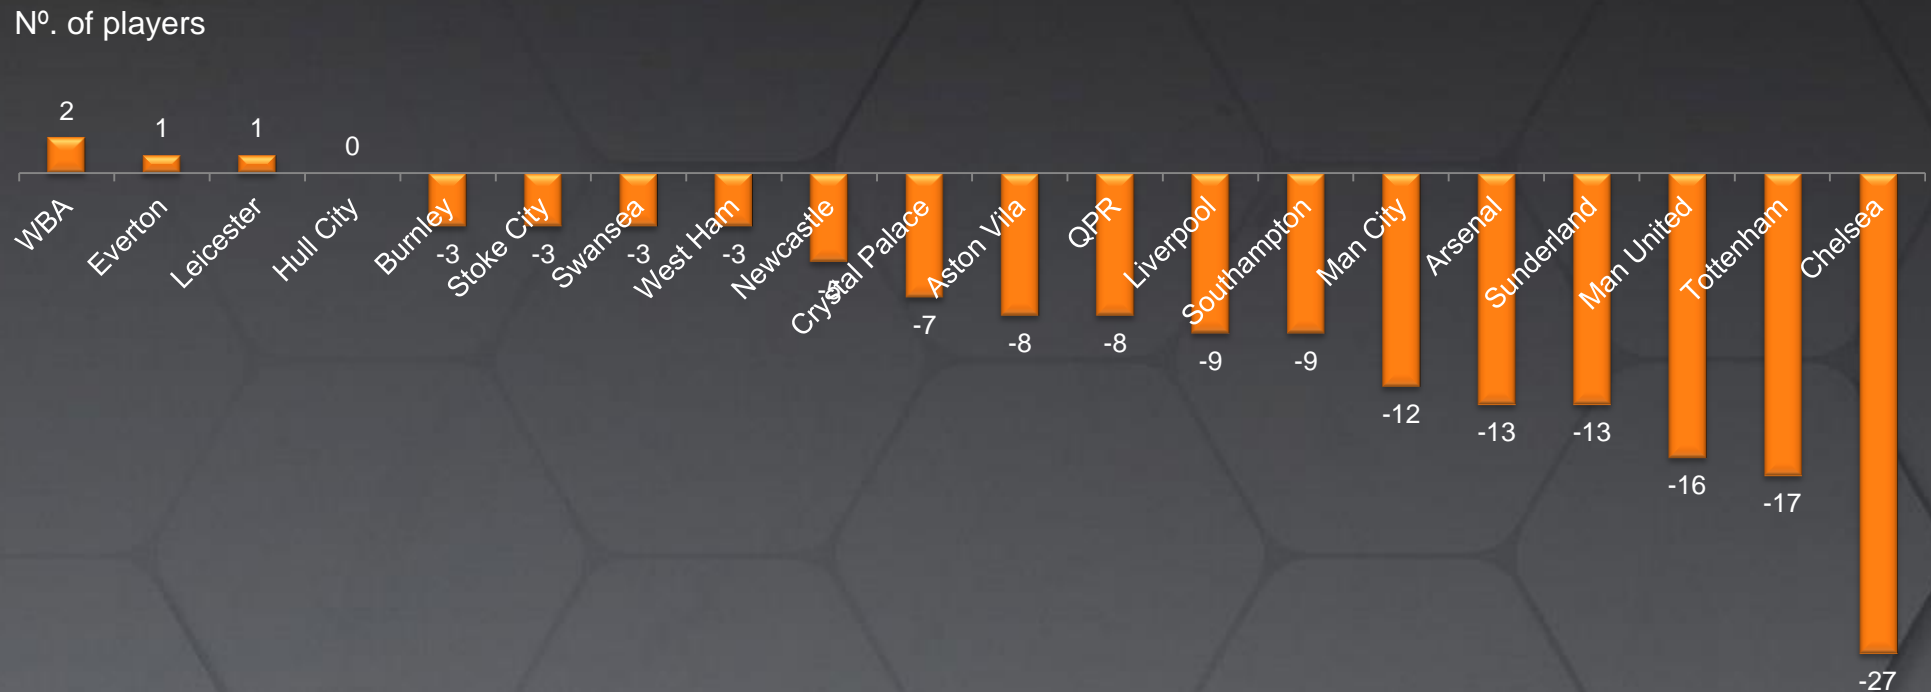 Nº. of players
2
1
1
0
-3
-3
-3
-3
-5
-7
-8
-8
-9
-9
-12
-13
-13
-16
-17
-27
WBA
Everton
Leicester
Hull City
Burnley
Stoke City
Swansea
West Ham
Newcastle
Crystal Palace
Aston Vila
QPR
Liverpool
Southampton
Man City
Arsenal
Sunderland
Man United
Tottenham
Chelsea